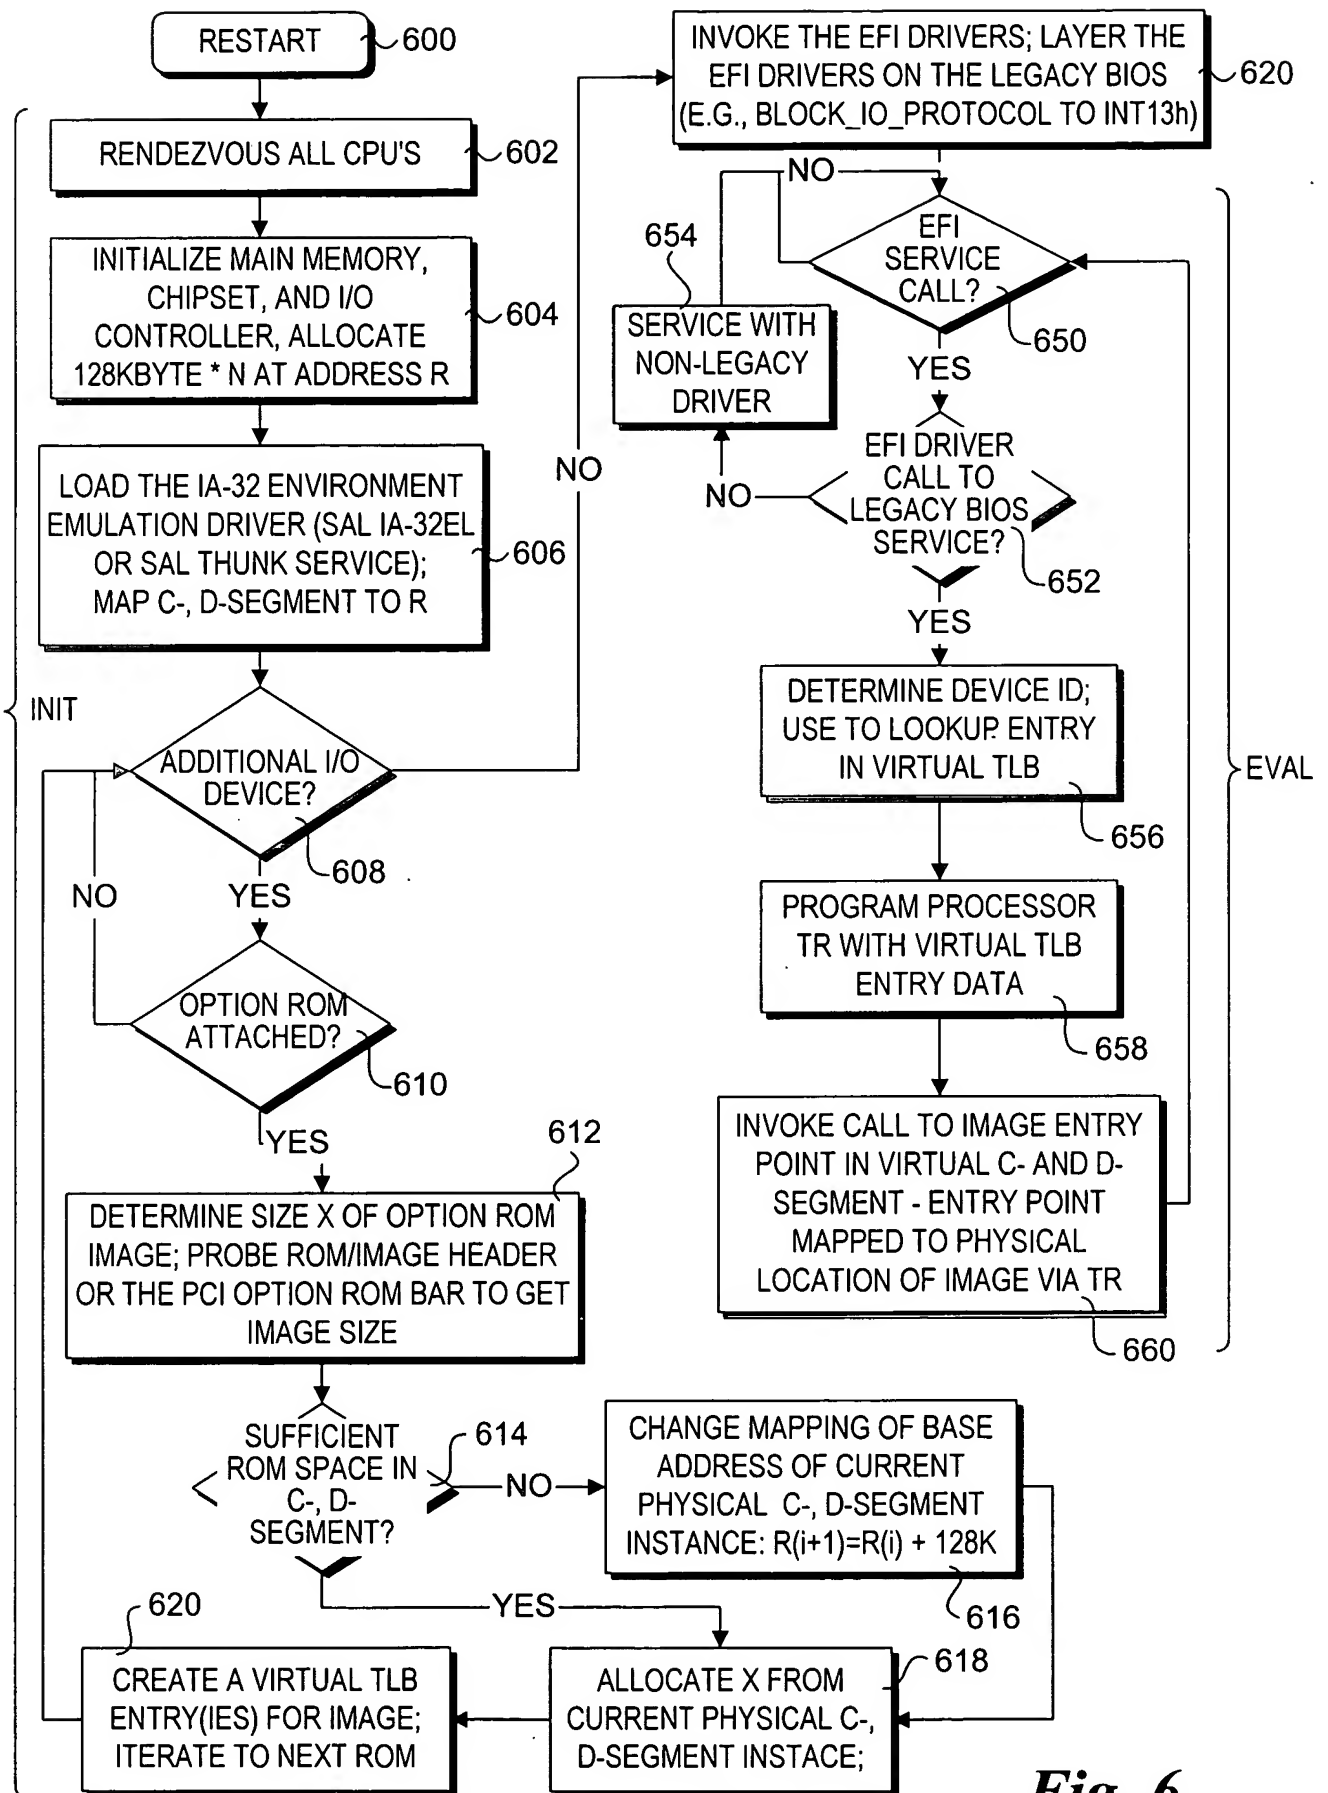 RESTART
600
RENDEZVOUS ALL CPU'S
602
INITIALIZE MAIN MEMORY,
CHIPSET, AND I/O
CONTROLLER, ALLOCATE
128KBYTE * N AT ADDRESS R
604
LOAD THE IA-32 ENVIRONMENT
EMULATION DRIVER (SAL IA-32EL
OR SAL THUNK SERVICE);
MAP C-, D-SEGMENT TO R
606
INIT
ADDITIONAL I/O
DEVICE?
608
NO
NO
YES
OPTION ROM
ATTACHED?
610
YES
612
DETERMINE SIZE X OF OPTION ROM
IMAGE; PROBE ROM/IMAGE HEADER
OR THE PCI OPTION ROM BAR TO GET
IMAGE SIZE
SUFFICIENT
ROM SPACE IN
C-, D-
SEGMENT?
614
NO
CHANGE MAPPING OF BASE
ADDRESS OF CURRENT
PHYSICAL C-, D-SEGMENT
INSTANCE: R(i+1)=R(i) + 128K
616
YES
618
ALLOCATE X FROM
CURRENT PHYSICAL C-,
D-SEGMENT INSTACE;
620
CREATE A VIRTUAL TLB
ENTRY(IES) FOR IMAGE;
ITERATE TO NEXT ROM
INVOKE THE EFI DRIVERS; LAYER THE
EFI DRIVERS ON THE LEGACY BIOS
(E.G., BLOCK_IO_PROTOCOL TO INT13h)
620
NO
EFI
SERVICE
CALL?
650
YES
654
SERVICE WITH
NON-LEGACY
DRIVER
NO
EFI DRIVER
CALL TO
LEGACY BIOS
SERVICE?
652
YES
DETERMINE DEVICE ID;
USE TO LOOKUP ENTRY
IN VIRTUAL TLB
656
EVAL
PROGRAM PROCESSOR
TR WITH VIRTUAL TLB
ENTRY DATA
658
INVOKE CALL TO IMAGE ENTRY
POINT IN VIRTUAL C- AND D-
SEGMENT - ENTRY POINT
MAPPED TO PHYSICAL
LOCATION OF IMAGE VIA TR
660
Fig. 6